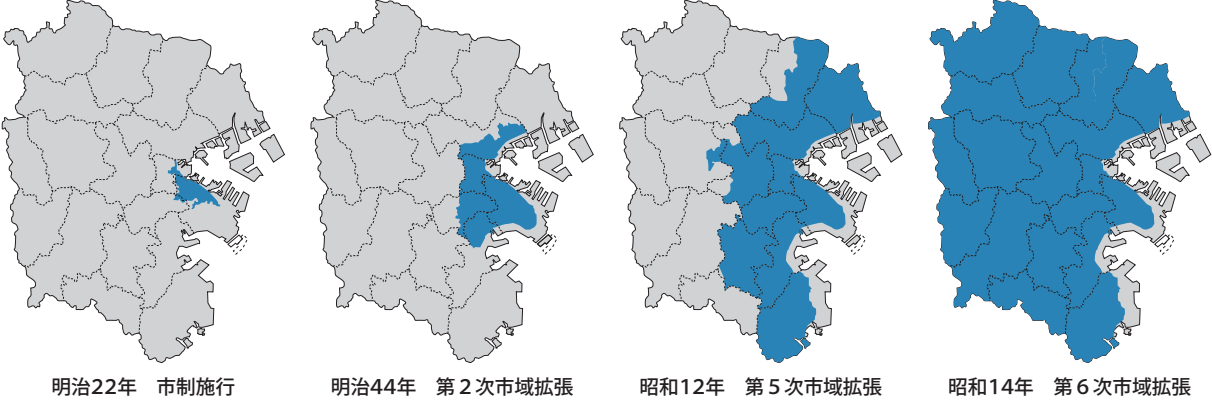 明治22年　市制施行
明治44年　第２次市域拡張
昭和12年　第５次市域拡張
昭和14年　第６次市域拡張